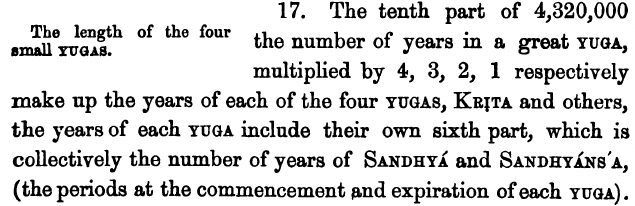 The length of the four
small YUGAS.
17. The tenth part of 4,320,000
the number of years in a great YUGA,
multiplied by 4, 3, 2, 1 respectively
make up the years of each of the four YUGAS, KṚITA and others,
the years of each YUGA include their own sixth part, which is
collectively the number of years of SANDHYÁ and SANDHYÁNS'A,
(the periods at the commencement and expiration of each YUGA).